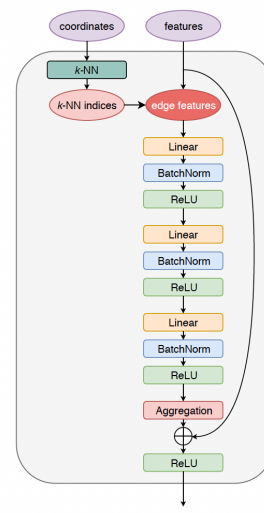 coordinates
features
k-NN
k-NN indices
edge features
Linear
BatchNorm
ReLU
Linear
BatchNorm
ReLU
Linear
BatchNorm
ReLU
Aggregation
ReLU